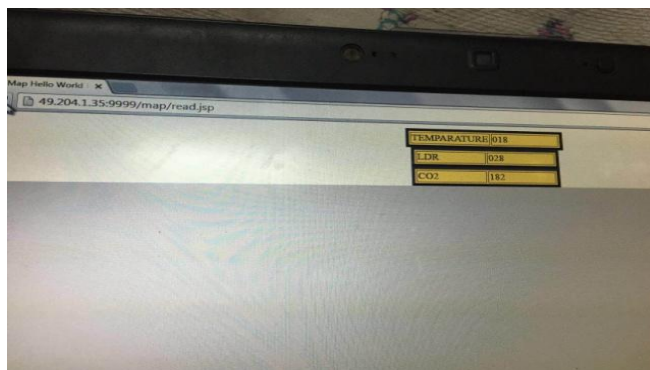 Map Hello World
49.204.1.35:9999/map/read.jsp
TEMPARATURE 018
LDR 028
CO2 182